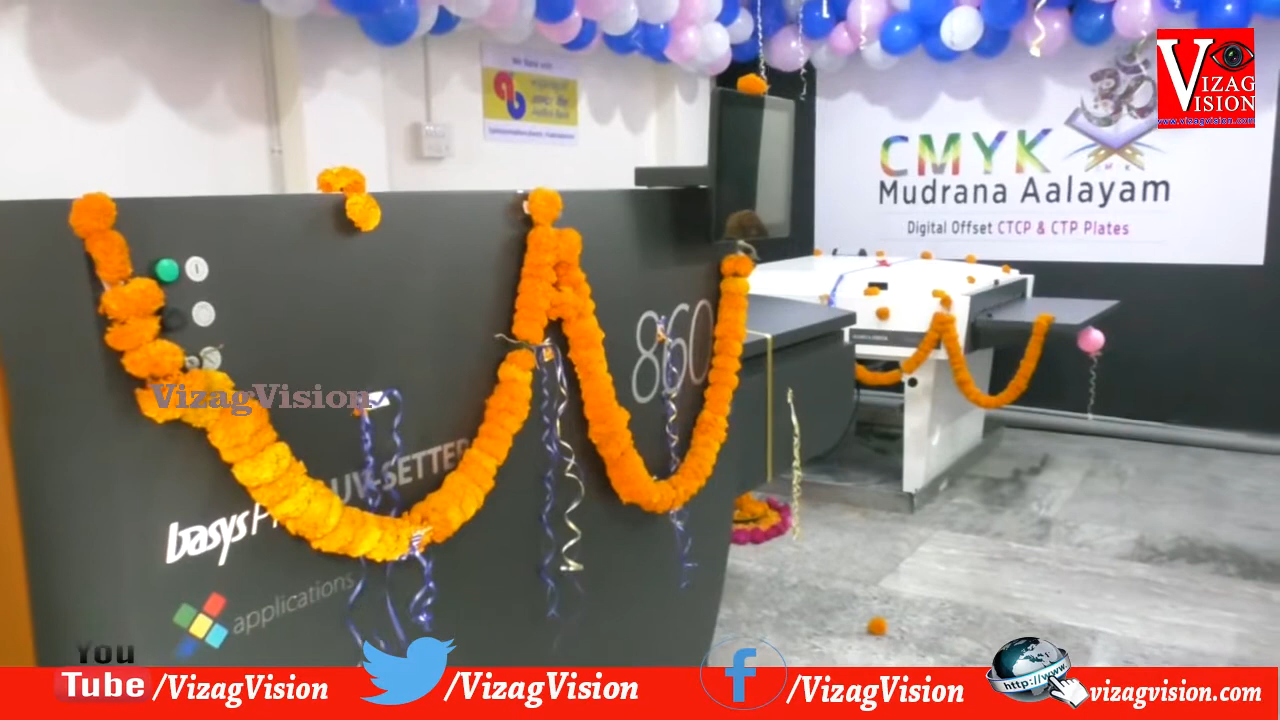 VIZAG
VISION
www.vizagvision.com
CMYK
C M Y K
Mudrana Aalayam
Digital Offset CTCP & CTP Plates
860
VizagVision
UV-SETTER
basysP
applications
You
Tube /VizagVision
/VizagVision
f /VizagVision
http://www.
vizagvision.com